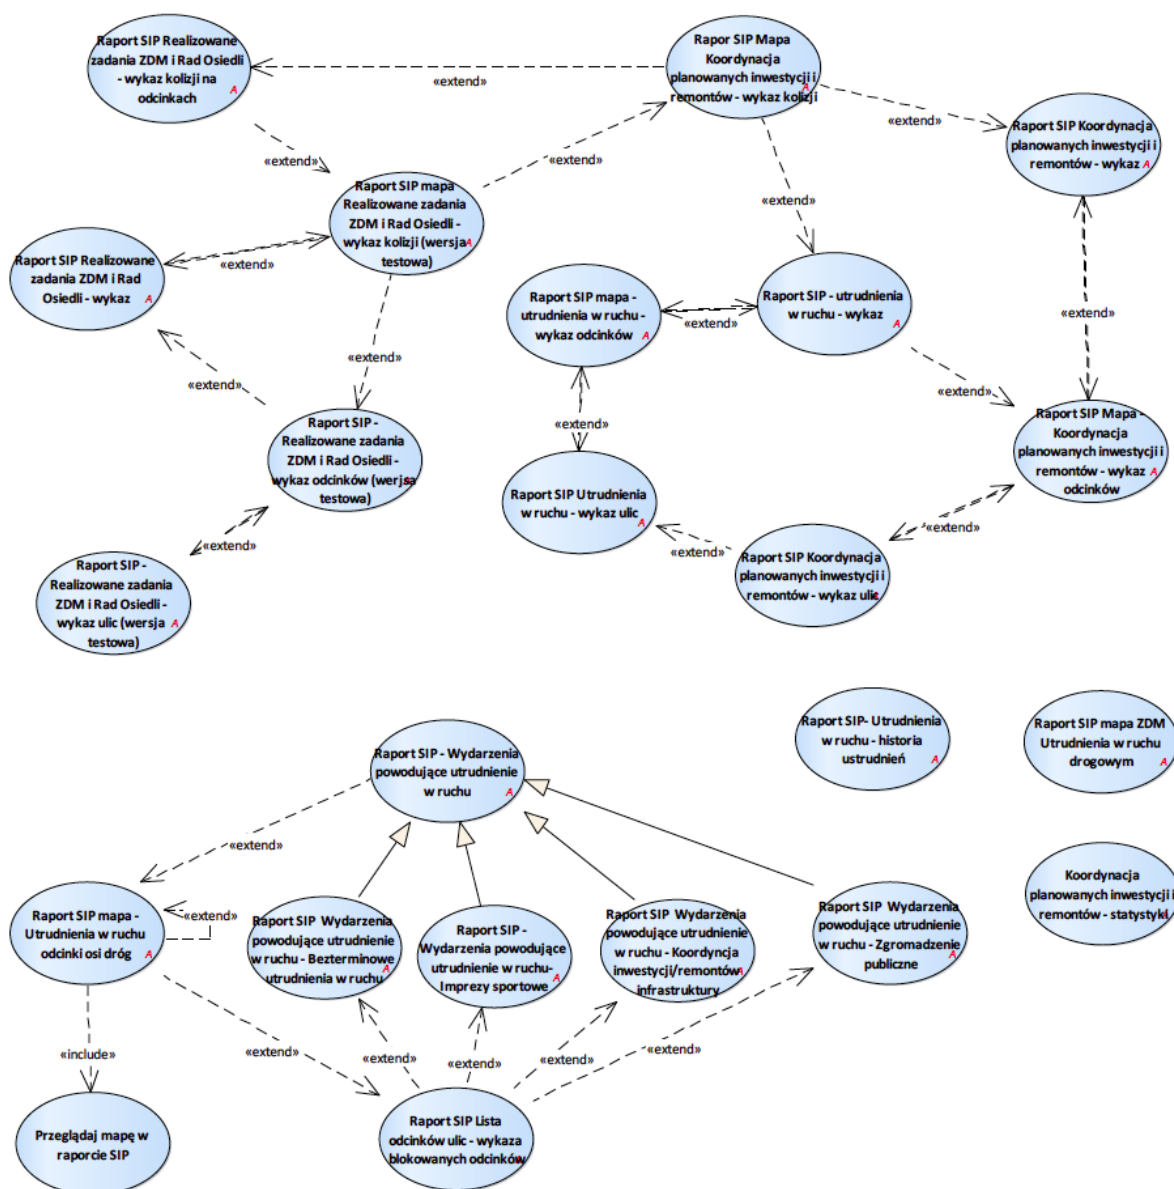 Raport SIP Realizowane
zadania ZDM i Rad Osiedli
- wykaz kolizji na
odcinkach
A
«extend»
Rapor SIP Mapa
Koordynacja
planowanych inwestycji i
remontów - wykaz kolizji
A
«extend»
Raport SIP Koordynacja
planowanych inwestycji i
remontów - wykaz
A
«extend»
«extend»
Raport SIP mapa
Realizowane zadania
ZDM i Rad Osiedli -
wykaz kolizji (wersja
testowa)
A
«extend»
Raport SIP Realizowane
zadania ZDM i Rad
Osiedli - wykaz
A
«extend»
Raport SIP mapa -
utrudnienia w ruchu -
wykaz odcinków
A
«extend»
Raport SIP - utrudnienia
w ruchu - wykaz
A
«extend»
«extend»
«extend»
«extend»
«extend»
Raport SIP -
Realizowane zadania
ZDM i Rad Osiedli -
wykaz odcinków (werjsa
testowa)
A
«extend»
Raport SIP Mapa -
Koordynacja
planowanych inwestycji i
remontów - wykaz
odcinków
A
Raport SIP Utrudnienia
w ruchu - wykaz ulic
A
«extend»
«extend»
«extend»
Raport SIP Koordynacja
planowanych inwestycji i
remontów - wykaz ulic
A
Raport SIP -
Realizowane zadania
ZDM i Rad Osiedli -
wykaz ulic (wersja
testowa)
A
Raport SIP - Wydarzenia
powodujące utrudnienie
w ruchu
A
Raport SIP- Utrudnienia
w ruchu - historia
ustrudnień
A
Raport SIP mapa ZDM
Utrudnienia w ruchu
drogowym
A
«extend»
Koordynacja
planowanych inwestycji i
remontów - statystyki
A
Raport SIP mapa -
Utrudnienia w ruchu
odcinki osi dróg
A
«extend»
Raport SIP Wydarzenia
powodujące utrudnienie
w ruchu - Bezterminowe
utrudnienia w ruchu
A
Raport SIP -
Wydarzenia powodujące
utrudnienie w ruchu-
Imprezy sportowe
A
Raport SIP Wydarzenia
powodujące utrudnienie
w ruchu - Koordyncja
inwestycji/remontów
infrastruktury
A
Raport SIP Wydarzenia
powodujące utrudnienie
w ruchu - Zgromadzenie
publiczne
A
«include»
«extend»
«extend»
«extend»
«extend»
«extend»
Przeglądaj mapę w
raporcie SIP
Raport SIP Lista
odcinków ulic - wykaza
blokowanych odcinków
A